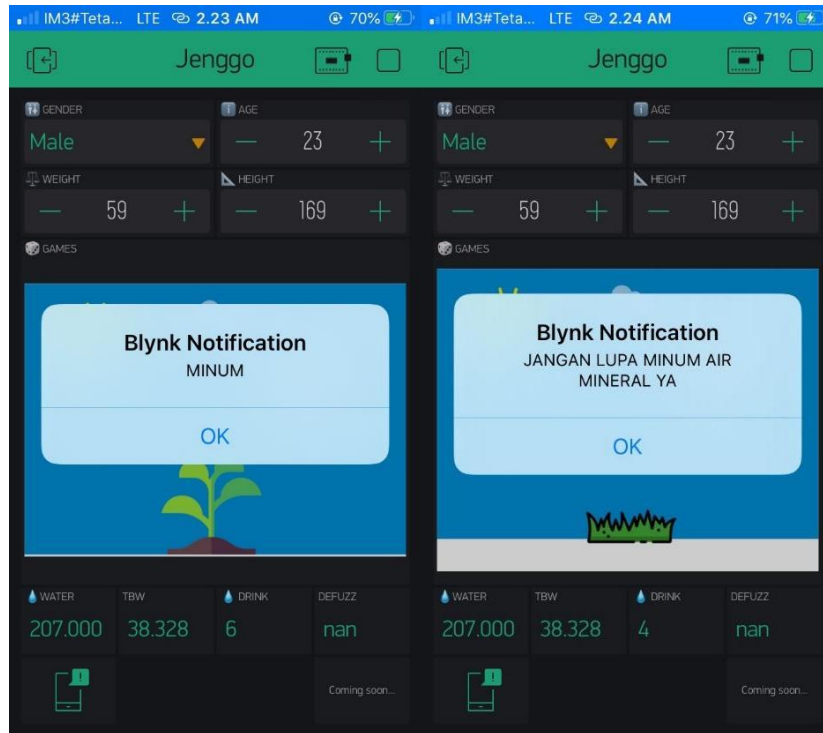 IM3#Teta... LTE 2.23 AM 70%
Jenggo
GENDER AGE
Male 23
WEIGHT HEIGHT
59 169
GAMES
Blynk Notification
MINUM
OK
WATER TBW DRINK DEFUZZ
207.000 38.328 6 nan
Coming soon...
IM3#Teta... LTE 2.24 AM 71%
Jenggo
GENDER AGE
Male 23
WEIGHT HEIGHT
59 169
GAMES
Blynk Notification
JANGAN LUPA MINUM AIR
MINERAL YA
OK
WATER TBW DRINK DEFUZZ
207.000 38.328 4 nan
Coming soon...